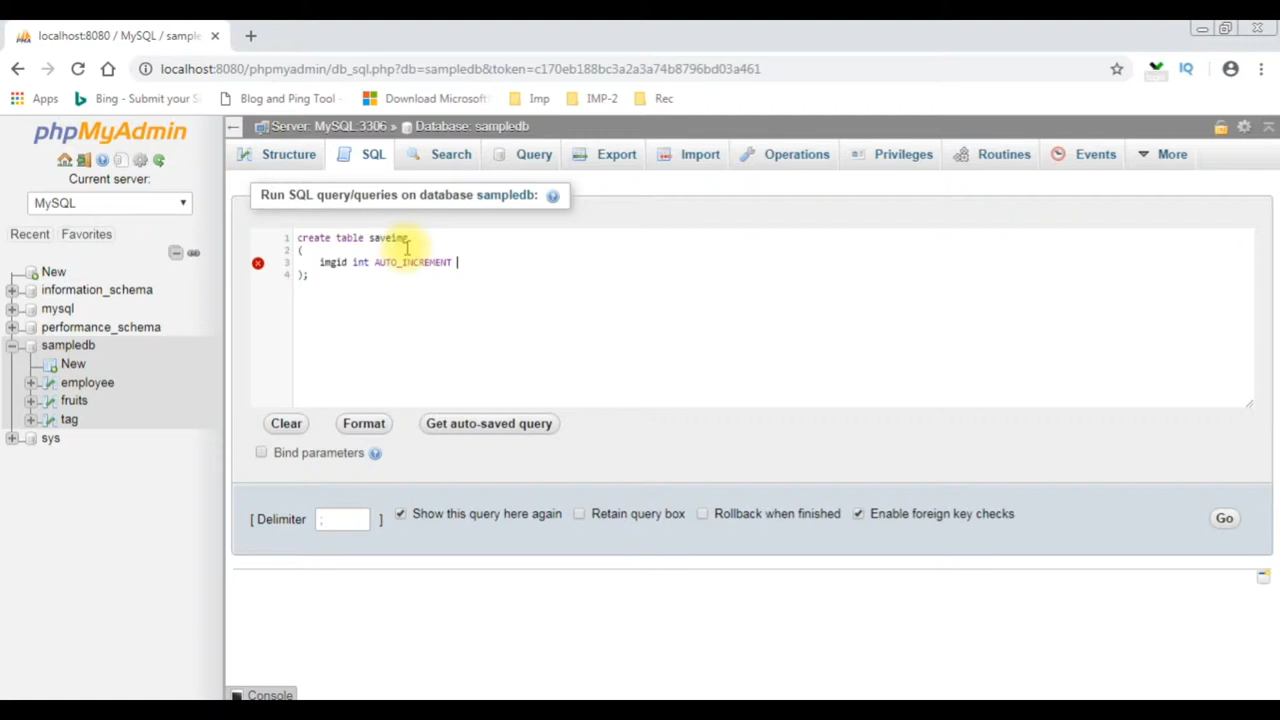 localhost:8080 / MySQL / sample
localhost:8080/phpmyadmin/db_sql.php?db=sampledb&token=c170eb188bc3a2a3a74b8796bd03a461
IQ
Apps
Bing - Submit your S
Blog and Ping Tool -
Download Microsoft
Imp
IMP-2
Rec
phpMyAdmin
Current server:
MySQL
Recent
Favorites
New
information_schema
mysql
performance_schema
sampledb
New
employee
fruits
tag
sys
Server: MySQL:3306 »
Database: sampledb
Structure
SQL
Search
Query
Export
Import
Operations
Privileges
Routines
Events
More
Run SQL query/queries on database sampledb:
1 create table saveimg
2 (
3 imgid int AUTO_INCREMENT
4 );
Clear
Format
Get auto-saved query
Bind parameters
[ Delimiter ; ]
Show this query here again
Retain query box
Rollback when finished
Enable foreign key checks
Go
Console